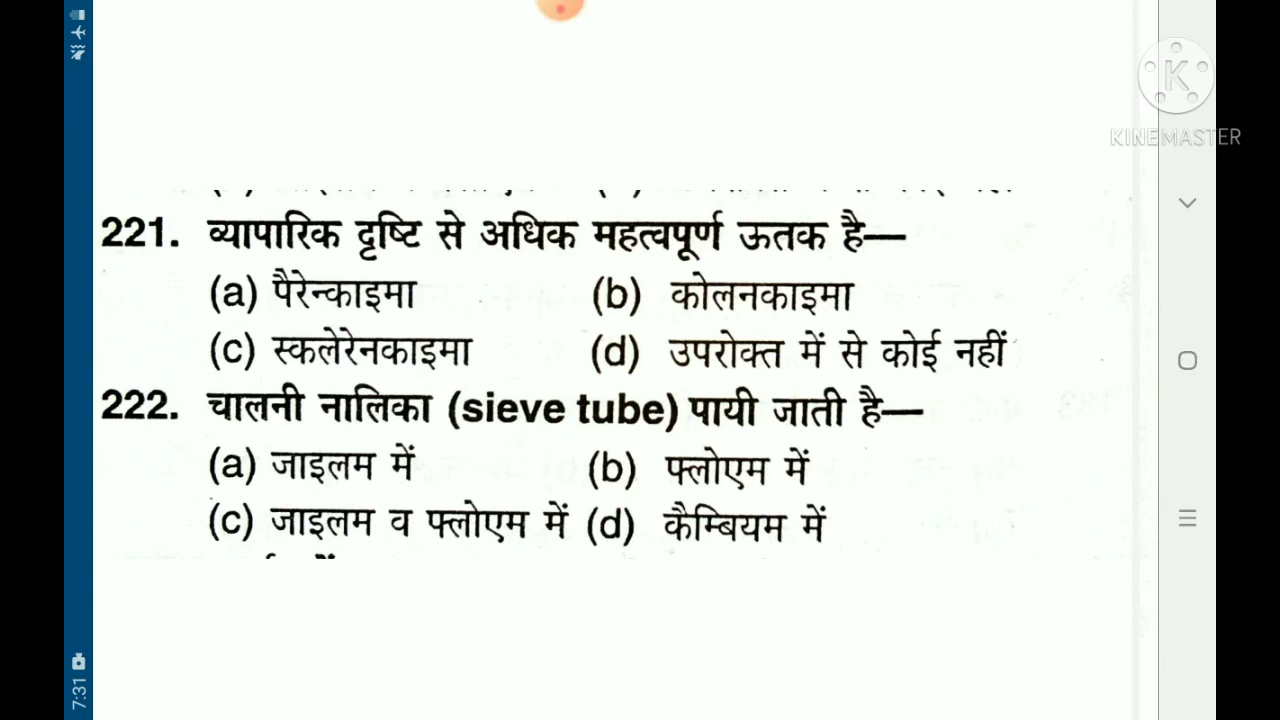 KINEMASTER
221. व्यापारिक दृष्टि से अधिक महत्वपूर्ण ऊतक है—
(a) पैरेन्काइमा (b) कोलनकाइमा
(c) स्कलेरेनकाइमा (d) उपरोक्त में से कोई नहीं
222. चालनी नालिका (sieve tube) पायी जाती है—
(a) जाइलम में (b) फ्लोएम में
(c) जाइलम व फ्लोएम में (d) कैम्बियम में
7:31